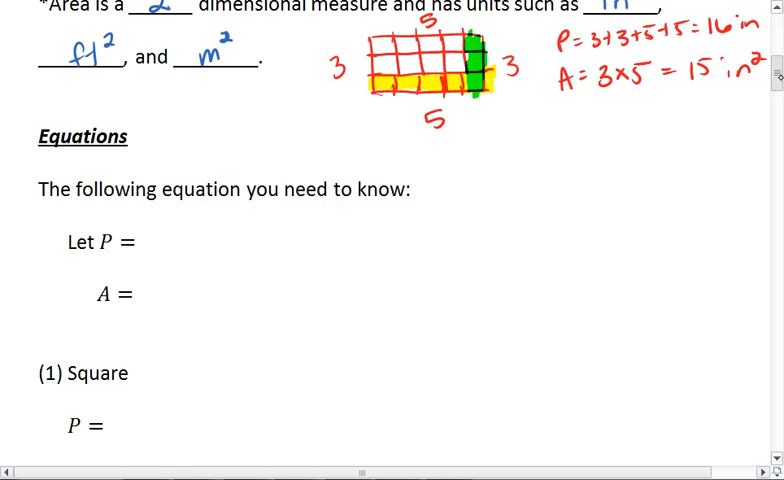 *Area is a 2 dimensional measure and has units such as in,
ft², and m².
5
3
3
5
P = 3+3+5+5 = 16 in
A = 3×5 = 15 in²
Equations
The following equation you need to know:
Let P =
A =
(1) Square
P =